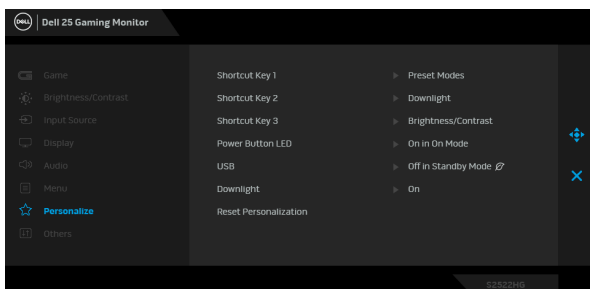 DELL
Dell 25 Gaming Monitor
Game
Brightness/Contrast
Input Source
Display
Audio
Menu
Personalize
Others
Shortcut Key 1 Preset Modes
Shortcut Key 2 Downlight
Shortcut Key 3 Brightness/Contrast
Power Button LED On in On Mode
USB Off in Standby Mode
Downlight On
Reset Personalization
S2522HG